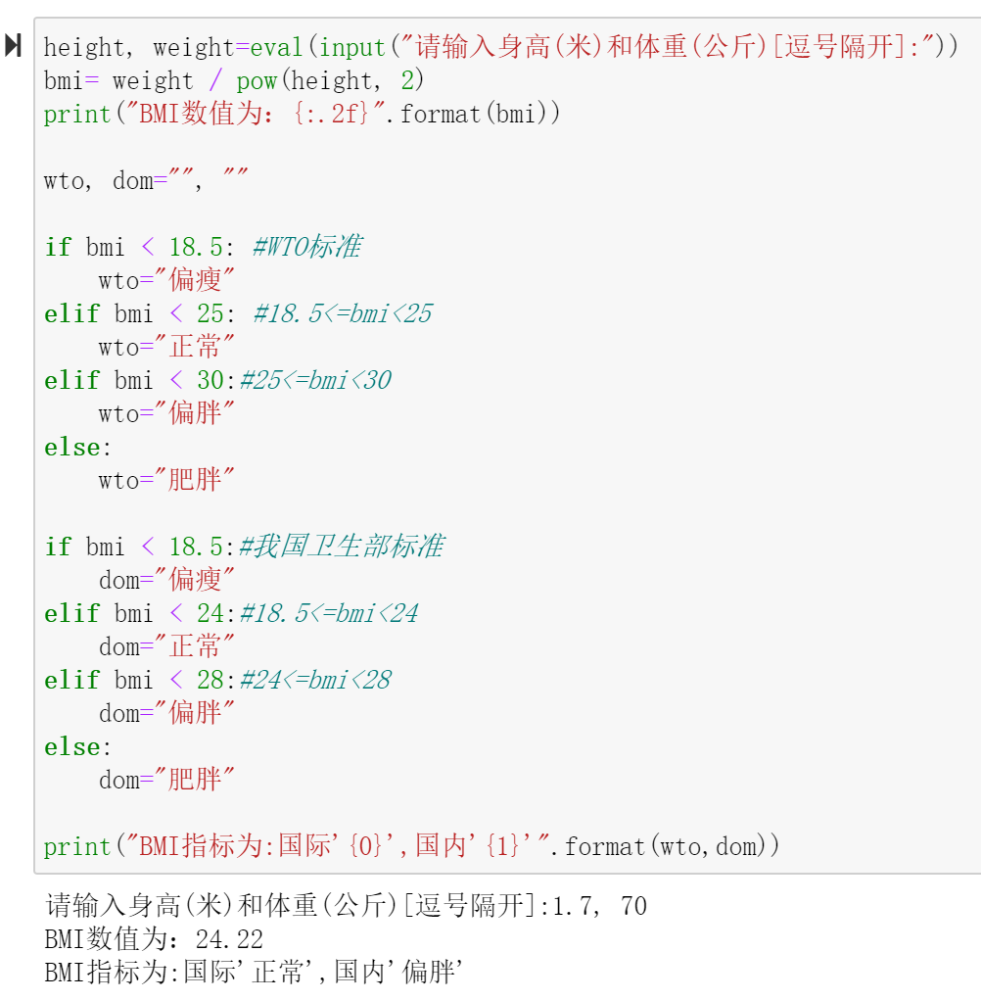 height, weight=eval(input("请输入身高(米)和体重(公斤)[逗号隔开]:"))
bmi= weight / pow(height, 2)
print("BMI数值为：{:.2f}".format(bmi))
wto, dom="", ""
if bmi < 18.5: #WTO标准
    wto="偏瘦"
elif bmi < 25: #18.5<=bmi<25
    wto="正常"
elif bmi < 30:#25<=bmi<30
    wto="偏胖"
else:
    wto="肥胖"
if bmi < 18.5:#我国卫生部标准
    dom="偏瘦"
elif bmi < 24:#18.5<=bmi<24
    dom="正常"
elif bmi < 28:#24<=bmi<28
    dom="偏胖"
else:
    dom="肥胖"
print("BMI指标为:国际'{0}',国内'{1}'".format(wto,dom))
请输入身高(米)和体重(公斤)[逗号隔开]:1.7, 70
BMI数值为：24.22
BMI指标为:国际'正常',国内'偏胖'